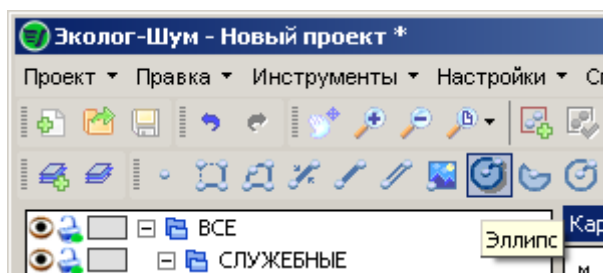 Эколог-Шум - Новый проект *
Проект Правка Инструменты Настройки
ВСЕ
Эллипс
СЛУЖЕБНЫЕ